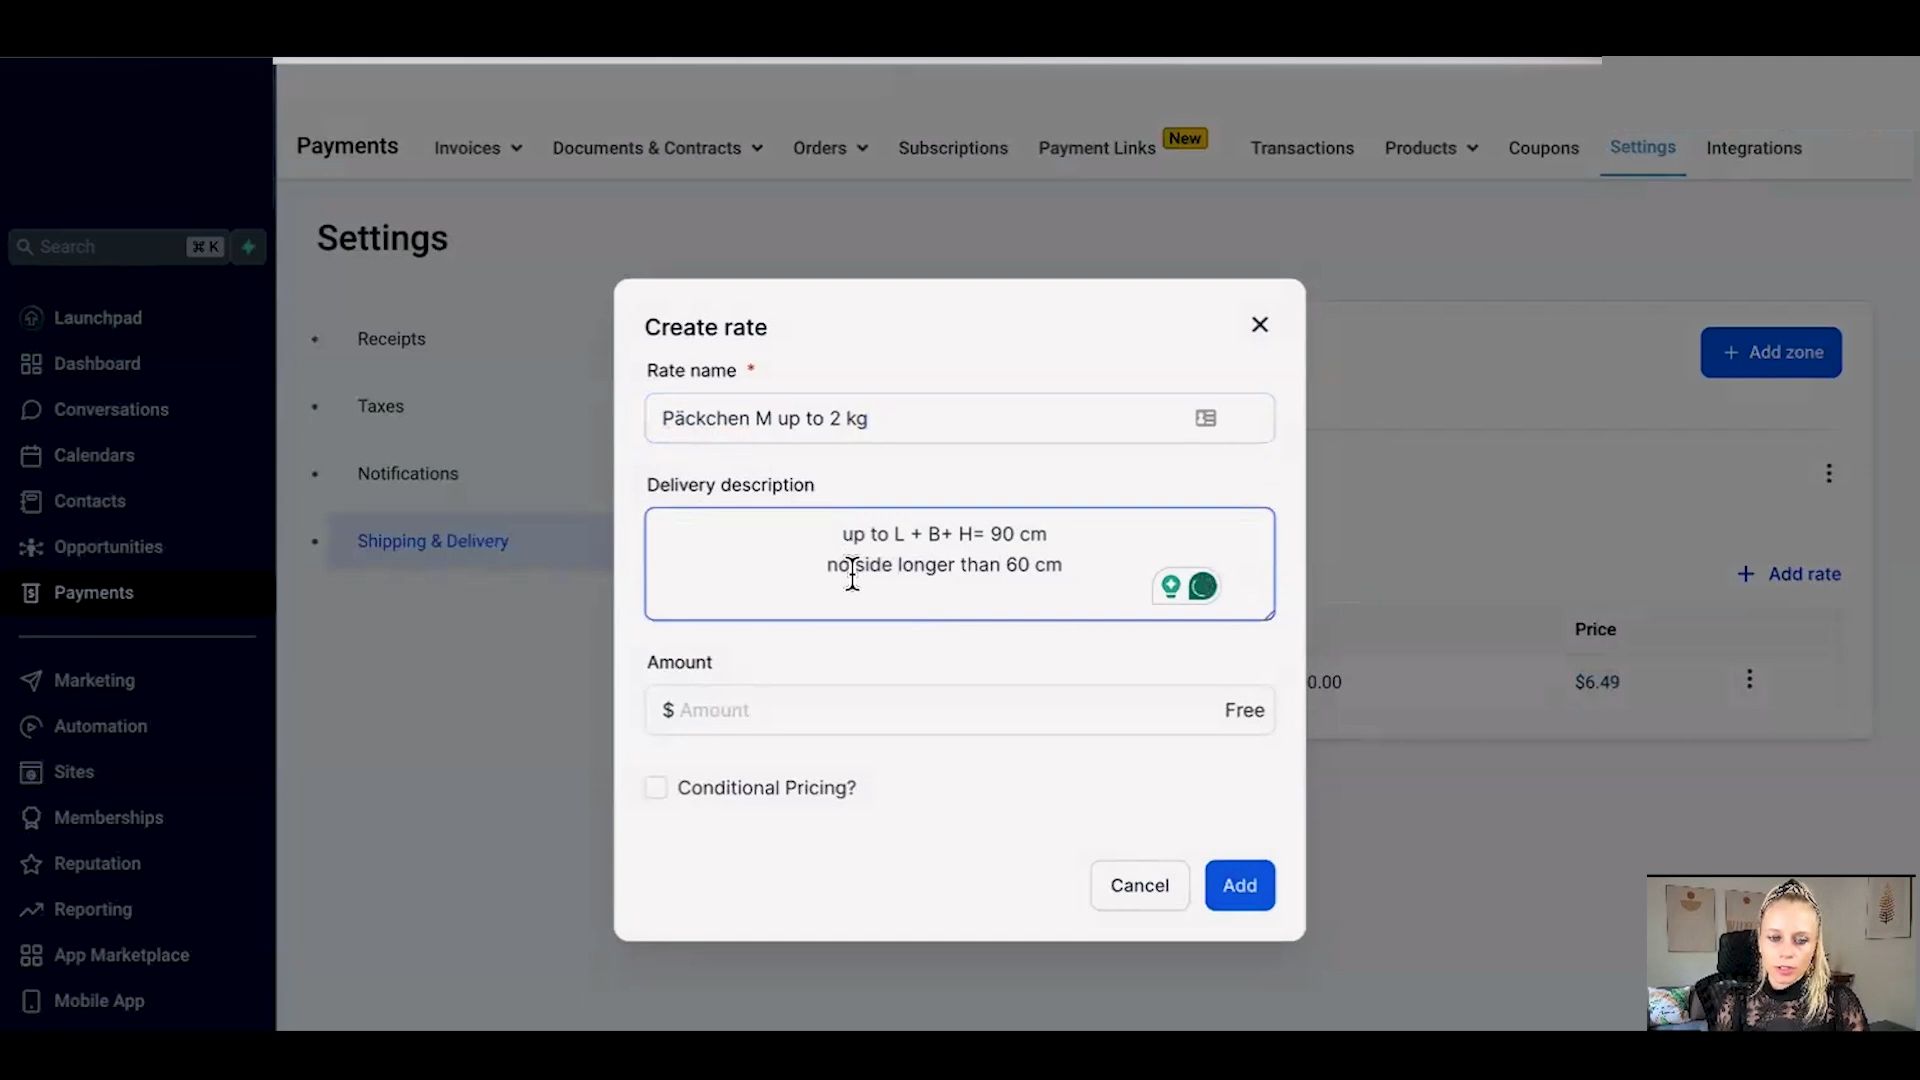 Payments
Invoices
Documents & Contracts
Orders
Subscriptions
Payment Links
New
Transactions
Products
Coupons
Settings
Integrations
Search
⌘ K
Launchpad
Dashboard
Conversations
Calendars
Contacts
Opportunities
Payments
Marketing
Automation
Sites
Memberships
Reputation
Reporting
App Marketplace
Mobile App
Settings
Receipts
Taxes
Notifications
Shipping & Delivery
+ Add zone
+ Add rate
Price
0.00
$6.49
Create rate
Rate name *
Päckchen M up to 2 kg
Delivery description
up to L + B+ H= 90 cm
no side longer than 60 cm
Amount
$ Amount
Free
Conditional Pricing?
Cancel
Add